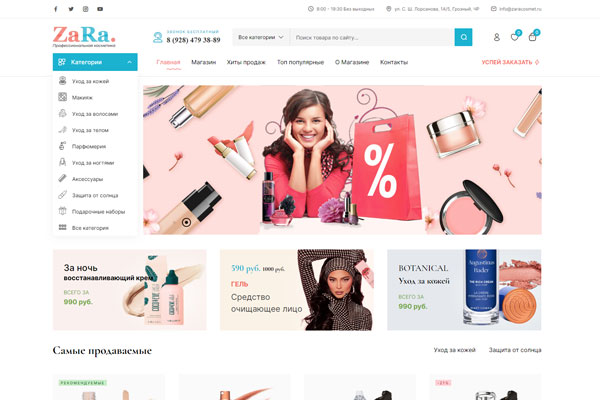 8:00 - 19:30 Без выходных
ул. С. Ш. Лорсанова, 14/5, Грозный, ЧР
info@zaracosmet.ru
ZaRa.
Профессиональная косметика
ЗВОНОК БЕСПЛАТНЫЙ
8 (928) 479 38-89
Все категории
Поиск товара по сайту...
0
0
Категории
Главная
Магазин
Хиты продаж
Топ популярные
О Магазине
Контакты
УСПЕЙ ЗАКАЗАТЬ
Уход за кожей
Макияж
Уход за волосами
Уход за телом
Парфюмерия
Уход за ногтями
Аксессуары
Защита от солнца
Подарочные наборы
Все категории
%
За ночь
восстанавливающий крем
ВСЕГО ЗА
990 руб.
590 руб. 1000 руб.
ГЕЛЬ
Средство
очищающее лицо
BOTANICAL
Уход за кожей
ВСЕГО ЗА
990 руб.
Augustinus
Bader
Самые продаваемые
Уход за кожей
Защита от солнца
РЕКОМЕНДУЕМЫЕ